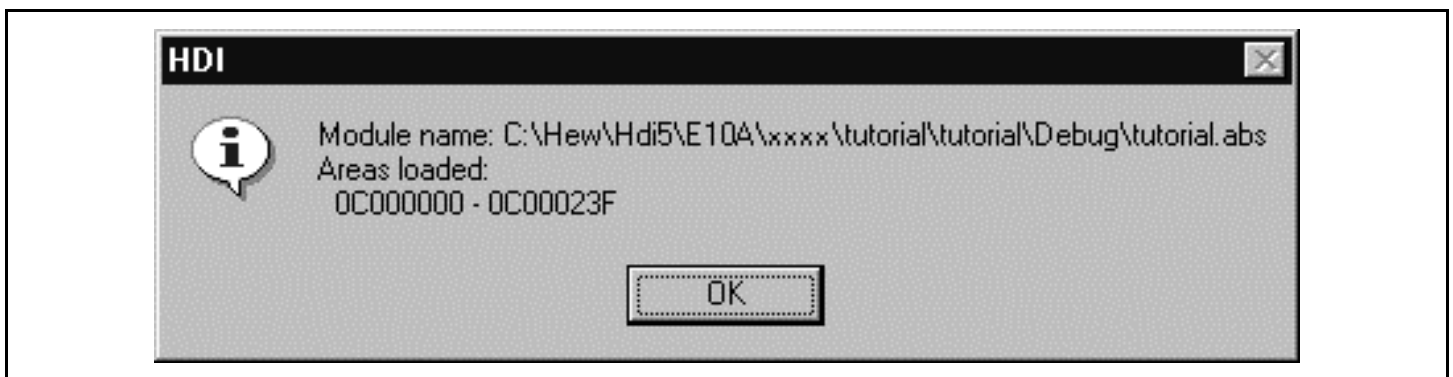 HDI
Module name: C:\Hew\Hdi5\E10A\xxxx\tutorial\tutorial\Debug\tutorial.abs
Areas loaded:
0C000000 - 0C00023F
OK